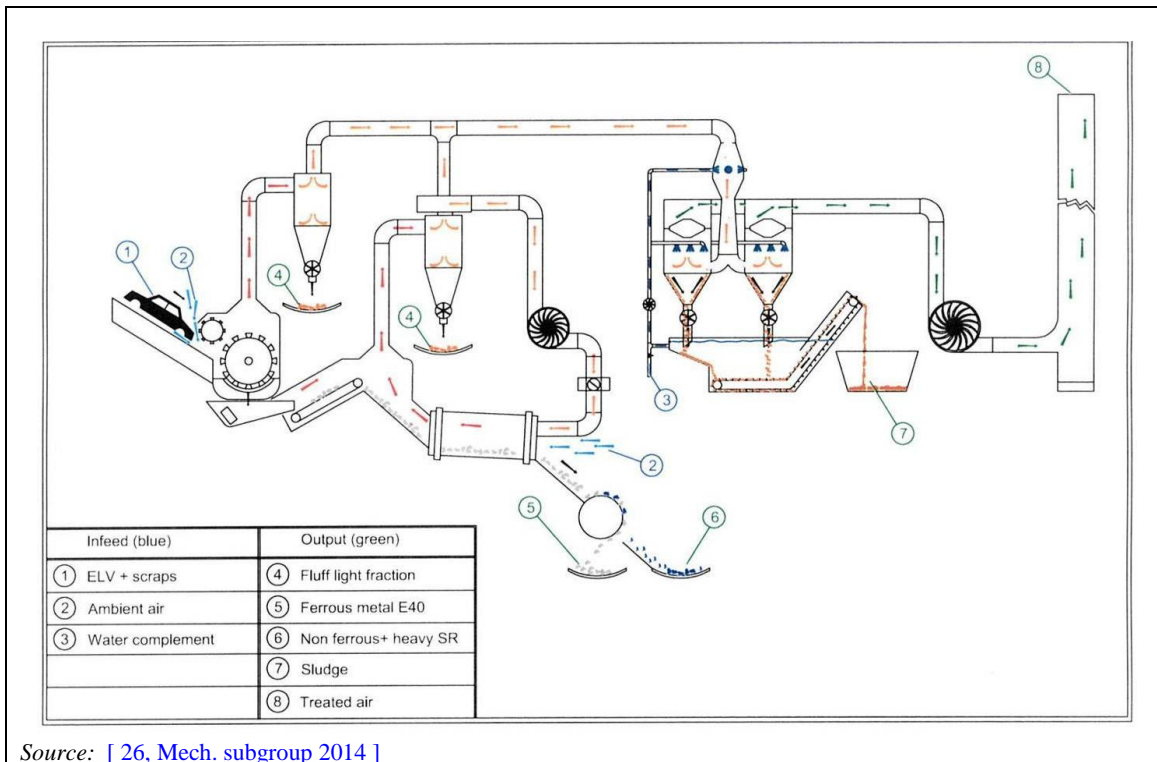 8
1
2
4
4
3
7
2
5
6
Infeed (blue) Output (green)
1 ELV + scraps 4 Fluff light fraction
2 Ambient air 5 Ferrous metal E40
3 Water complement 6 Non ferrous+ heavy SR
7 Sludge
8 Treated air
Source: [ 26, Mech. subgroup 2014 ]